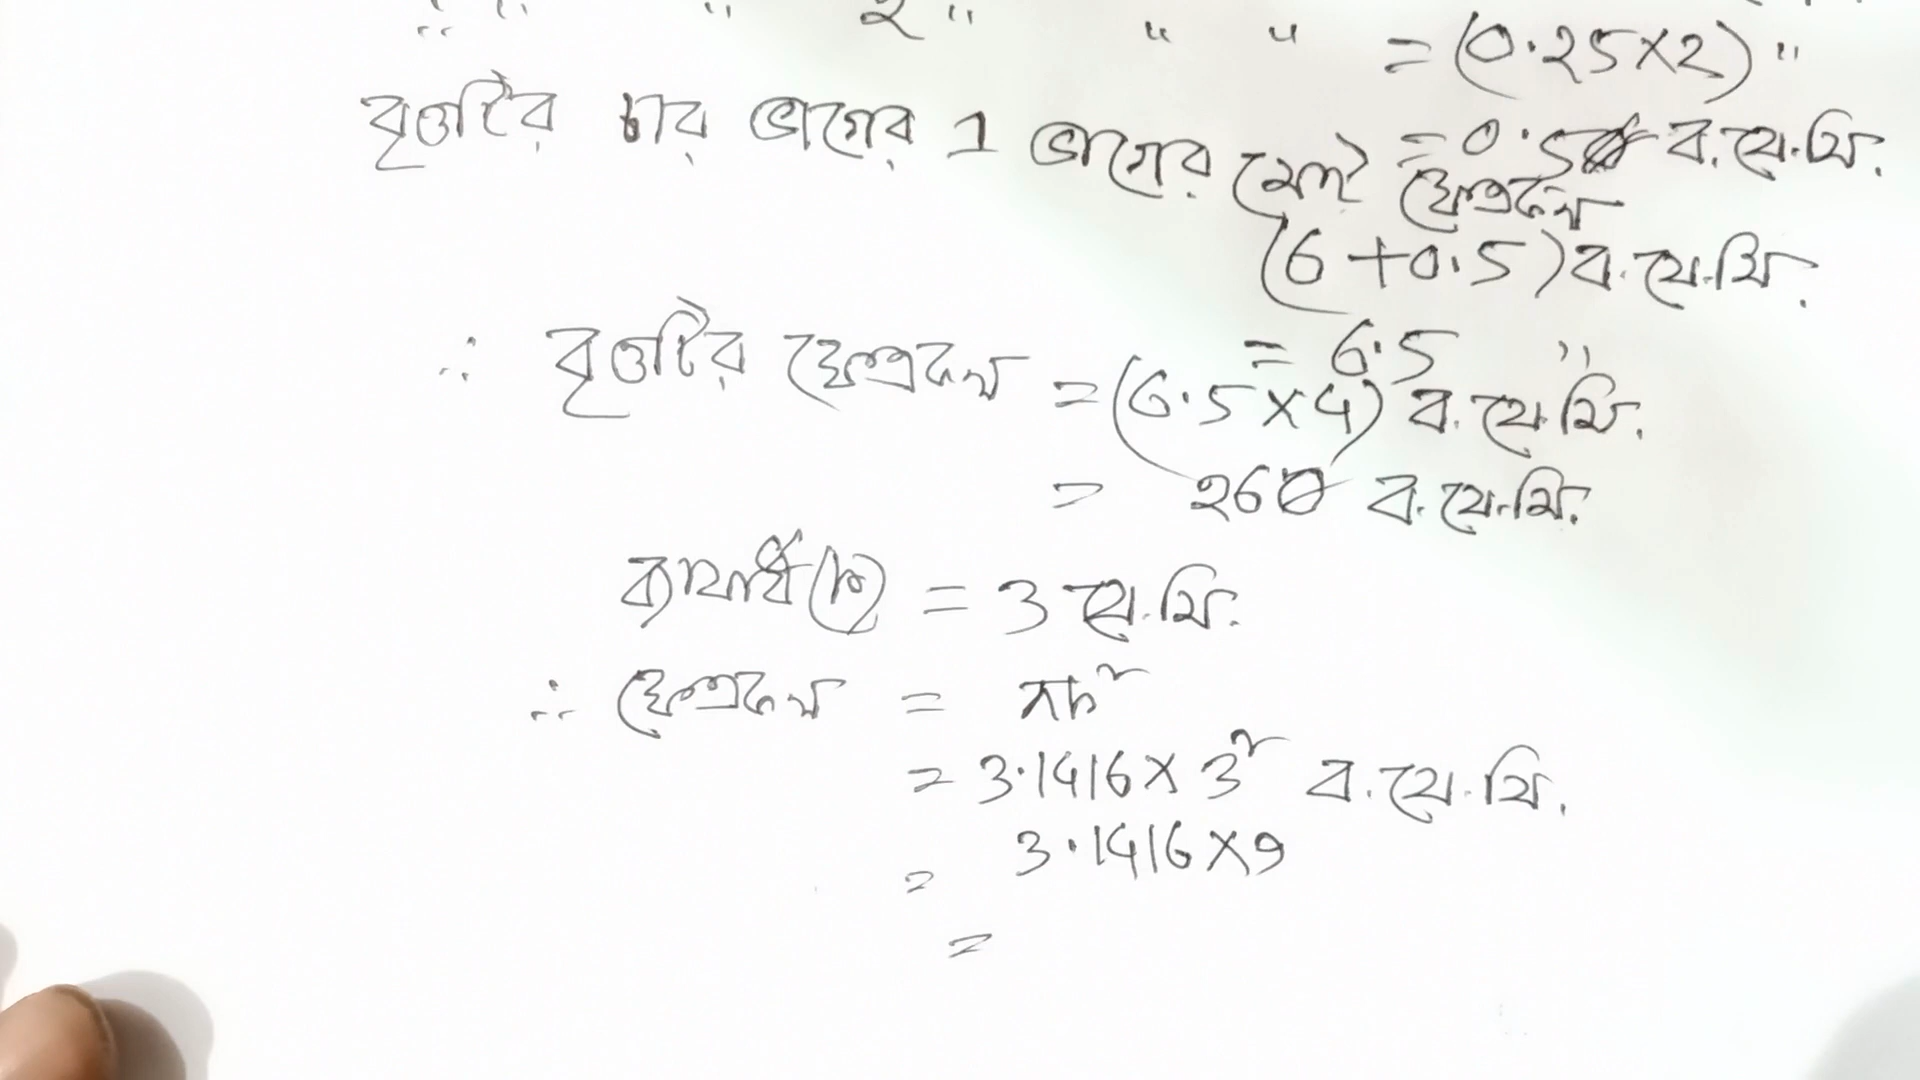 ∴ " " 2 " " " = (0.25×2) "
= 0.5 ব.সে.মি.
বৃত্তটির চার ভাগের 1 ভাগের মোট ক্ষেত্রফল
(6+0.5) ব.সে.মি.
= 6.5 "
∴ বৃত্তটির ক্ষেত্রফল = (6.5×4) ব.সে.মি.
= 26 ব.সে.মি.
ব্যাসার্ধ (r) = 3 সে.মি.
∴ ক্ষেত্রফল = πr²
= 3.1416 × 3² ব.সে.মি.
= 3.1416 × 9
=